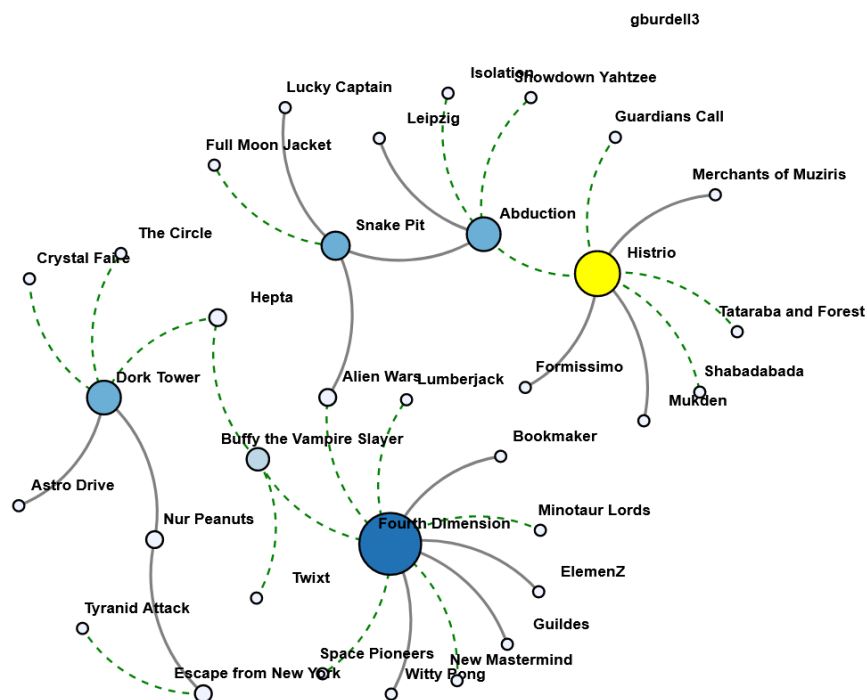 gburdell3
Isolation
Showdown Yahtzee
Lucky Captain
Leipzig
Guardians Call
Full Moon Jacket
Merchants of Muziris
Abduction
Snake Pit
The Circle
Histrio
Crystal Faire
Hepta
Tataraba and Forest
Formissimo
Shabadabada
Dork Tower
Alien Wars
Lumberjack
Mukden
Buffy the Vampire Slayer
Bookmaker
Astro Drive
Minotaur Lords
Nur Peanuts
Fourth Dimension
ElemenZ
Twixt
Tyranid Attack
Guildes
Space Pioneers
New Mastermind
Escape from New York
Witty Pong